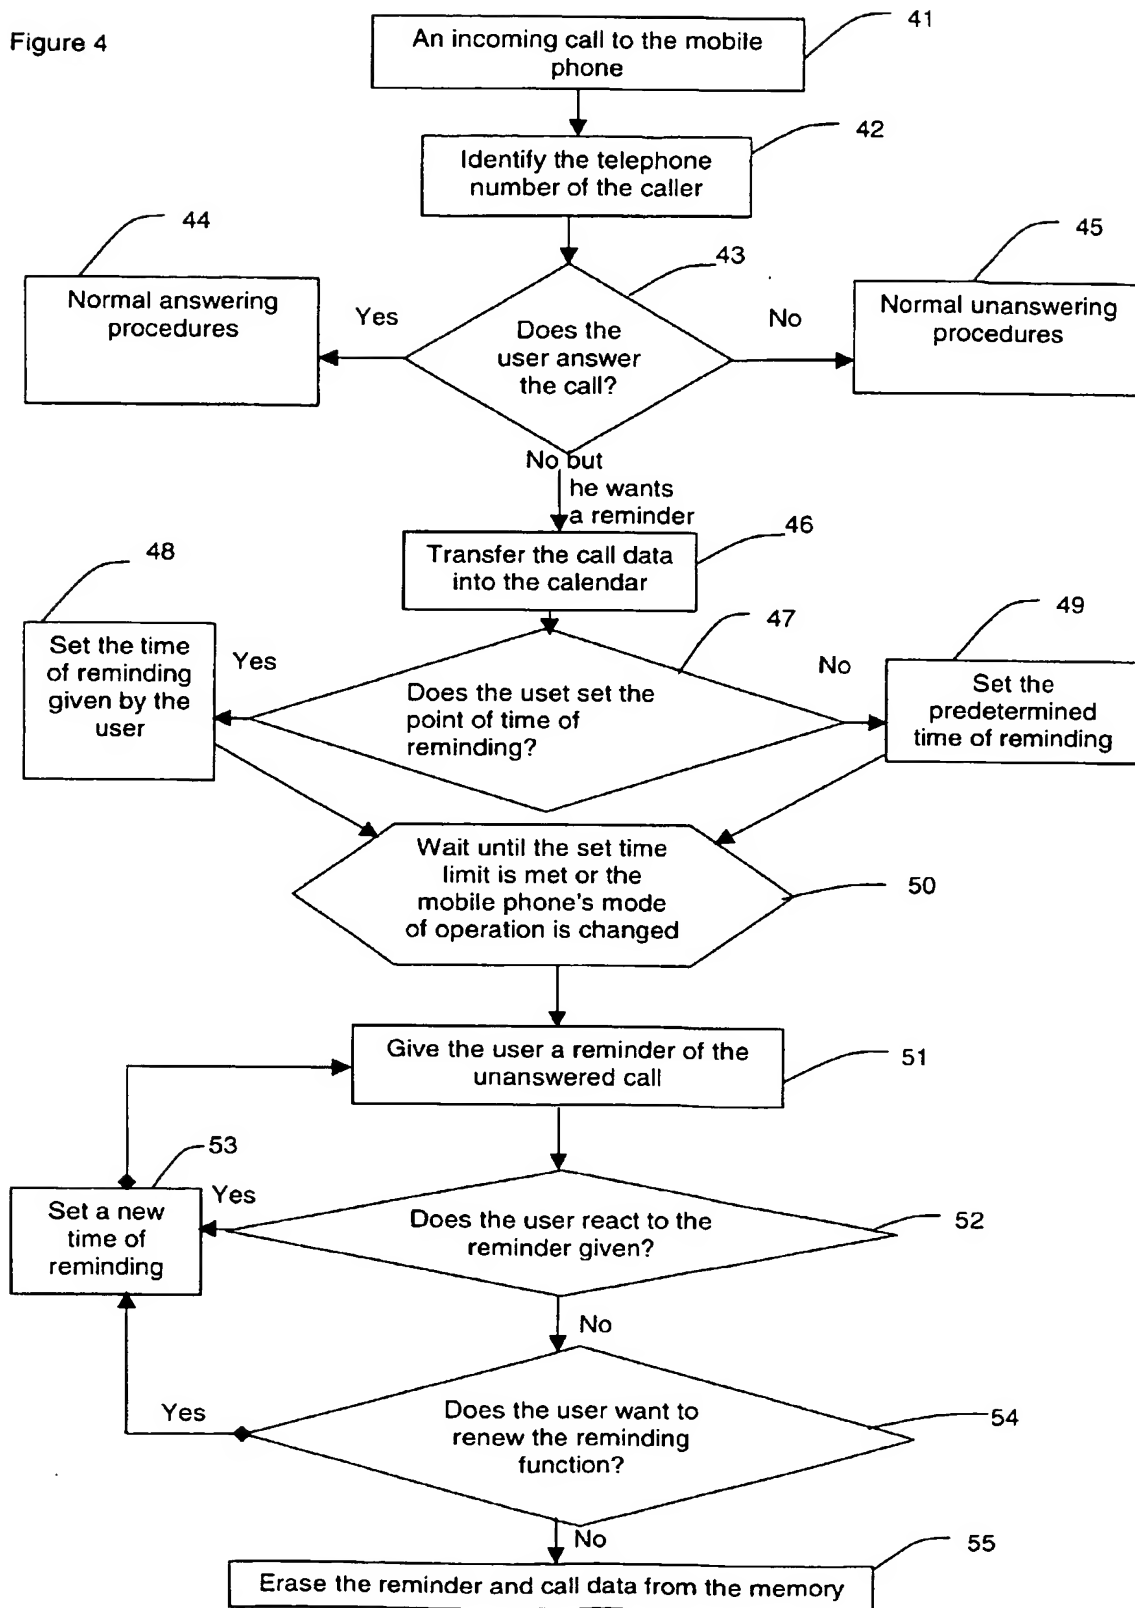 Figure 4
41
An incoming call to the mobile
phone
42
Identify the telephone
number of the caller
44
43
45
Normal answering
procedures
Yes
Does the
user answer
the call?
No
Normal unanswering
procedures
No but
he wants
a reminder
46
Transfer the call data
into the calendar
48
47
49
Set the time
of reminding
given by the
user
Yes
Does the uset set the
point of time of
reminding?
No
Set the
predetermined
time of reminding
Wait until the set time
limit is met or the
mobile phone's mode
of operation is changed
50
Give the user a reminder of the
unanswered call
51
53
Set a new
time of
reminding
Yes
Does the user react to the
reminder given?
52
No
Yes
Does the user want to
renew the reminding
function?
54
No
55
Erase the reminder and call data from the memory